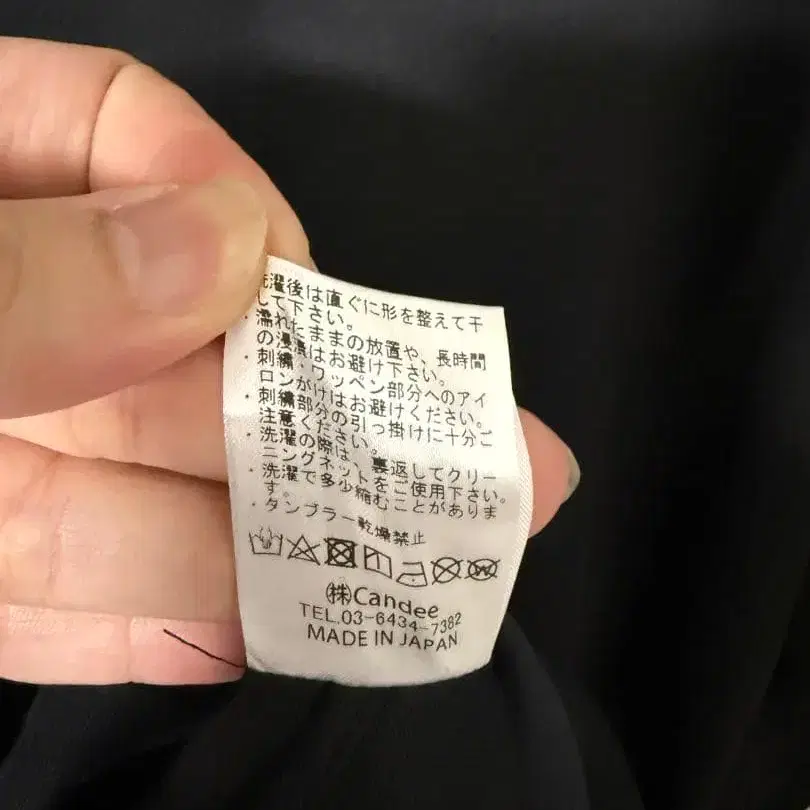 洗濯後は直ぐに形を整えて干
して下さい。
・濡れたままの放置や、長時間
の浸漬はお避け下さい。
・刺繍・ワッペン部分へのアイ
ロンがけはお避けください。
・刺繍部分の引っ掛けに十分ご
注意ください。
・洗濯の際は、裏返してクリー
ニングネットをご使用下さい。
・洗濯で多少縮むことがありま
す。
・タンブラー乾燥禁止
W
㈱Candee
TEL.03-6434-7382
MADE IN JAPAN